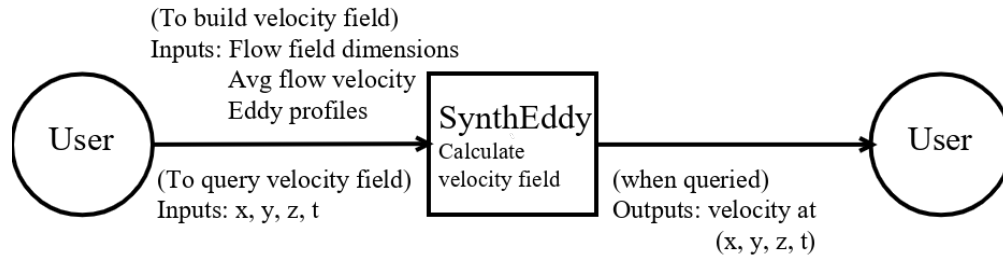 (To build velocity field)
Inputs: Flow field dimensions
Avg flow velocity
Eddy profiles
User
(To query velocity field)
Inputs: x, y, z, t
SynthEddy
Calculate
velocity field
(when queried)
Outputs: velocity at
(x, y, z, t)
User